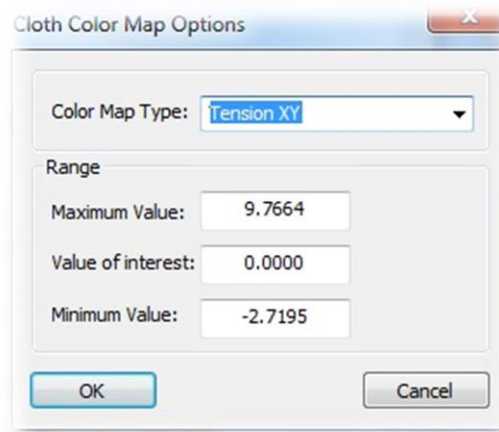 Cloth Color Map Options
Color Map Type: Tension XY
Range
Maximum Value: 9.7664
Value of interest: 0.0000
Minimum Value: -2.7195
OK Cancel